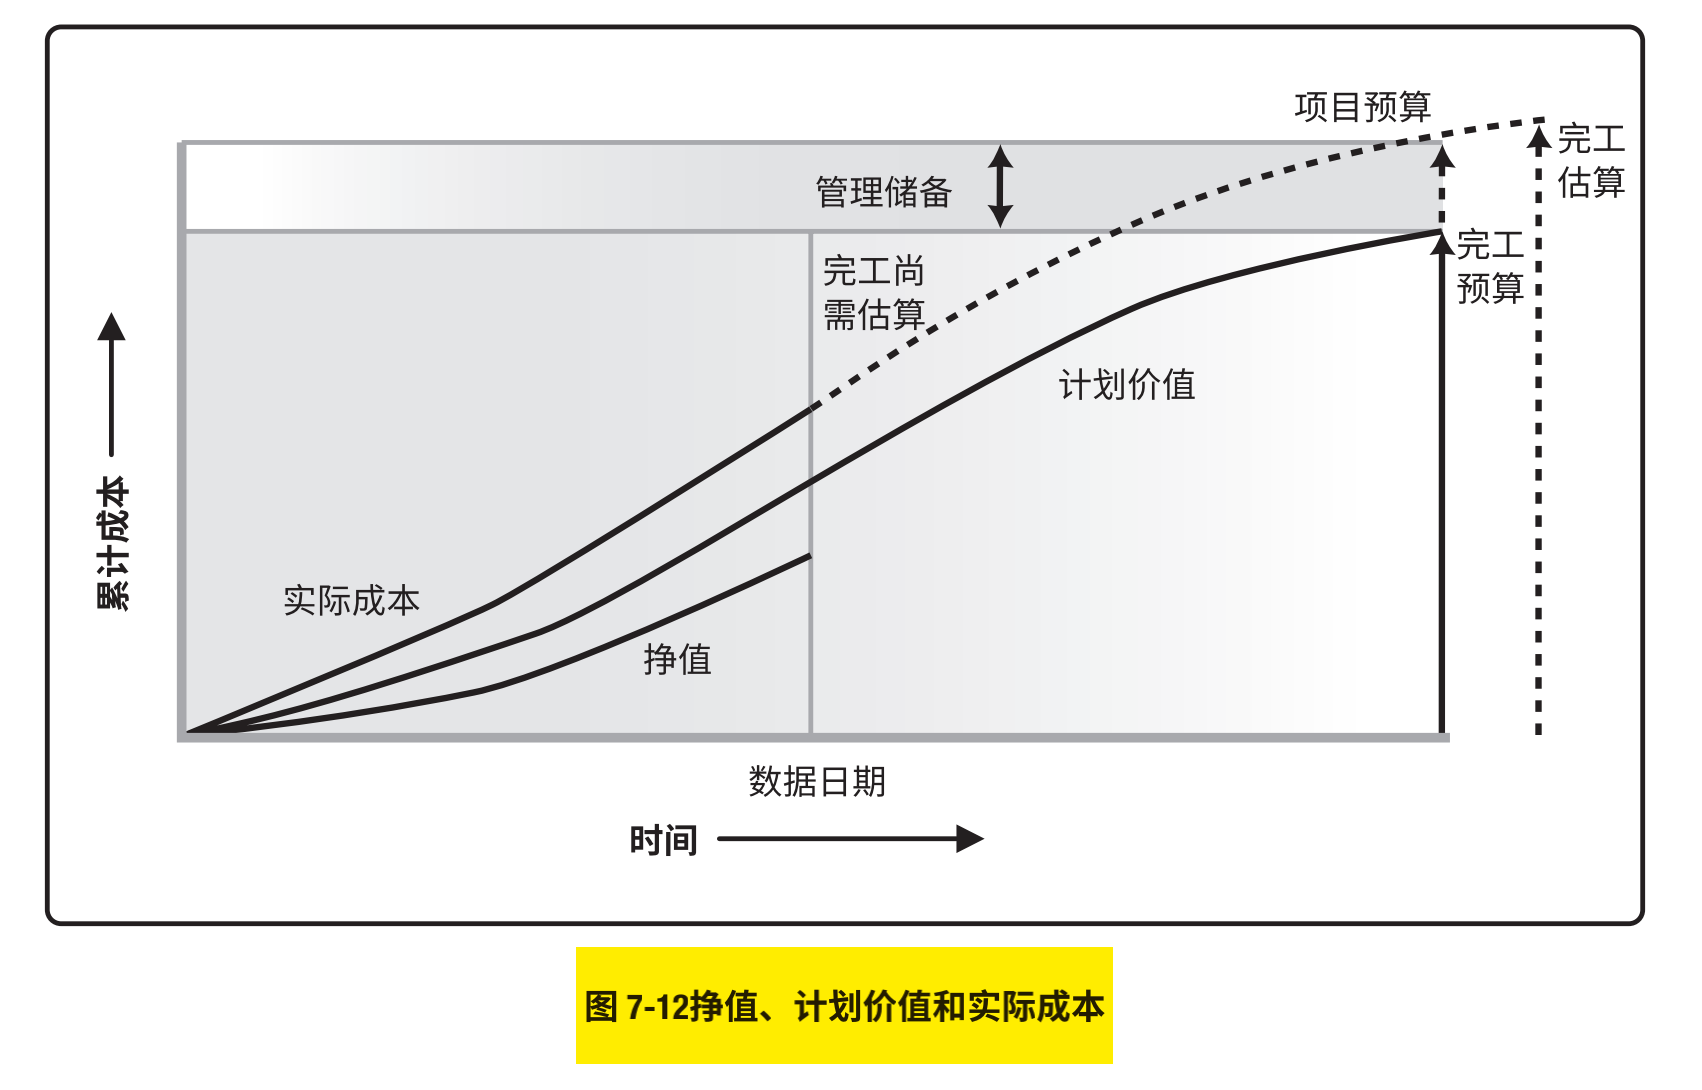 项目预算
完工
估算
管理储备
完工
预算
完工尚
需估算
计划价值
累计成本
实际成本
挣值
数据日期
时间
图 7-12挣值、计划价值和实际成本